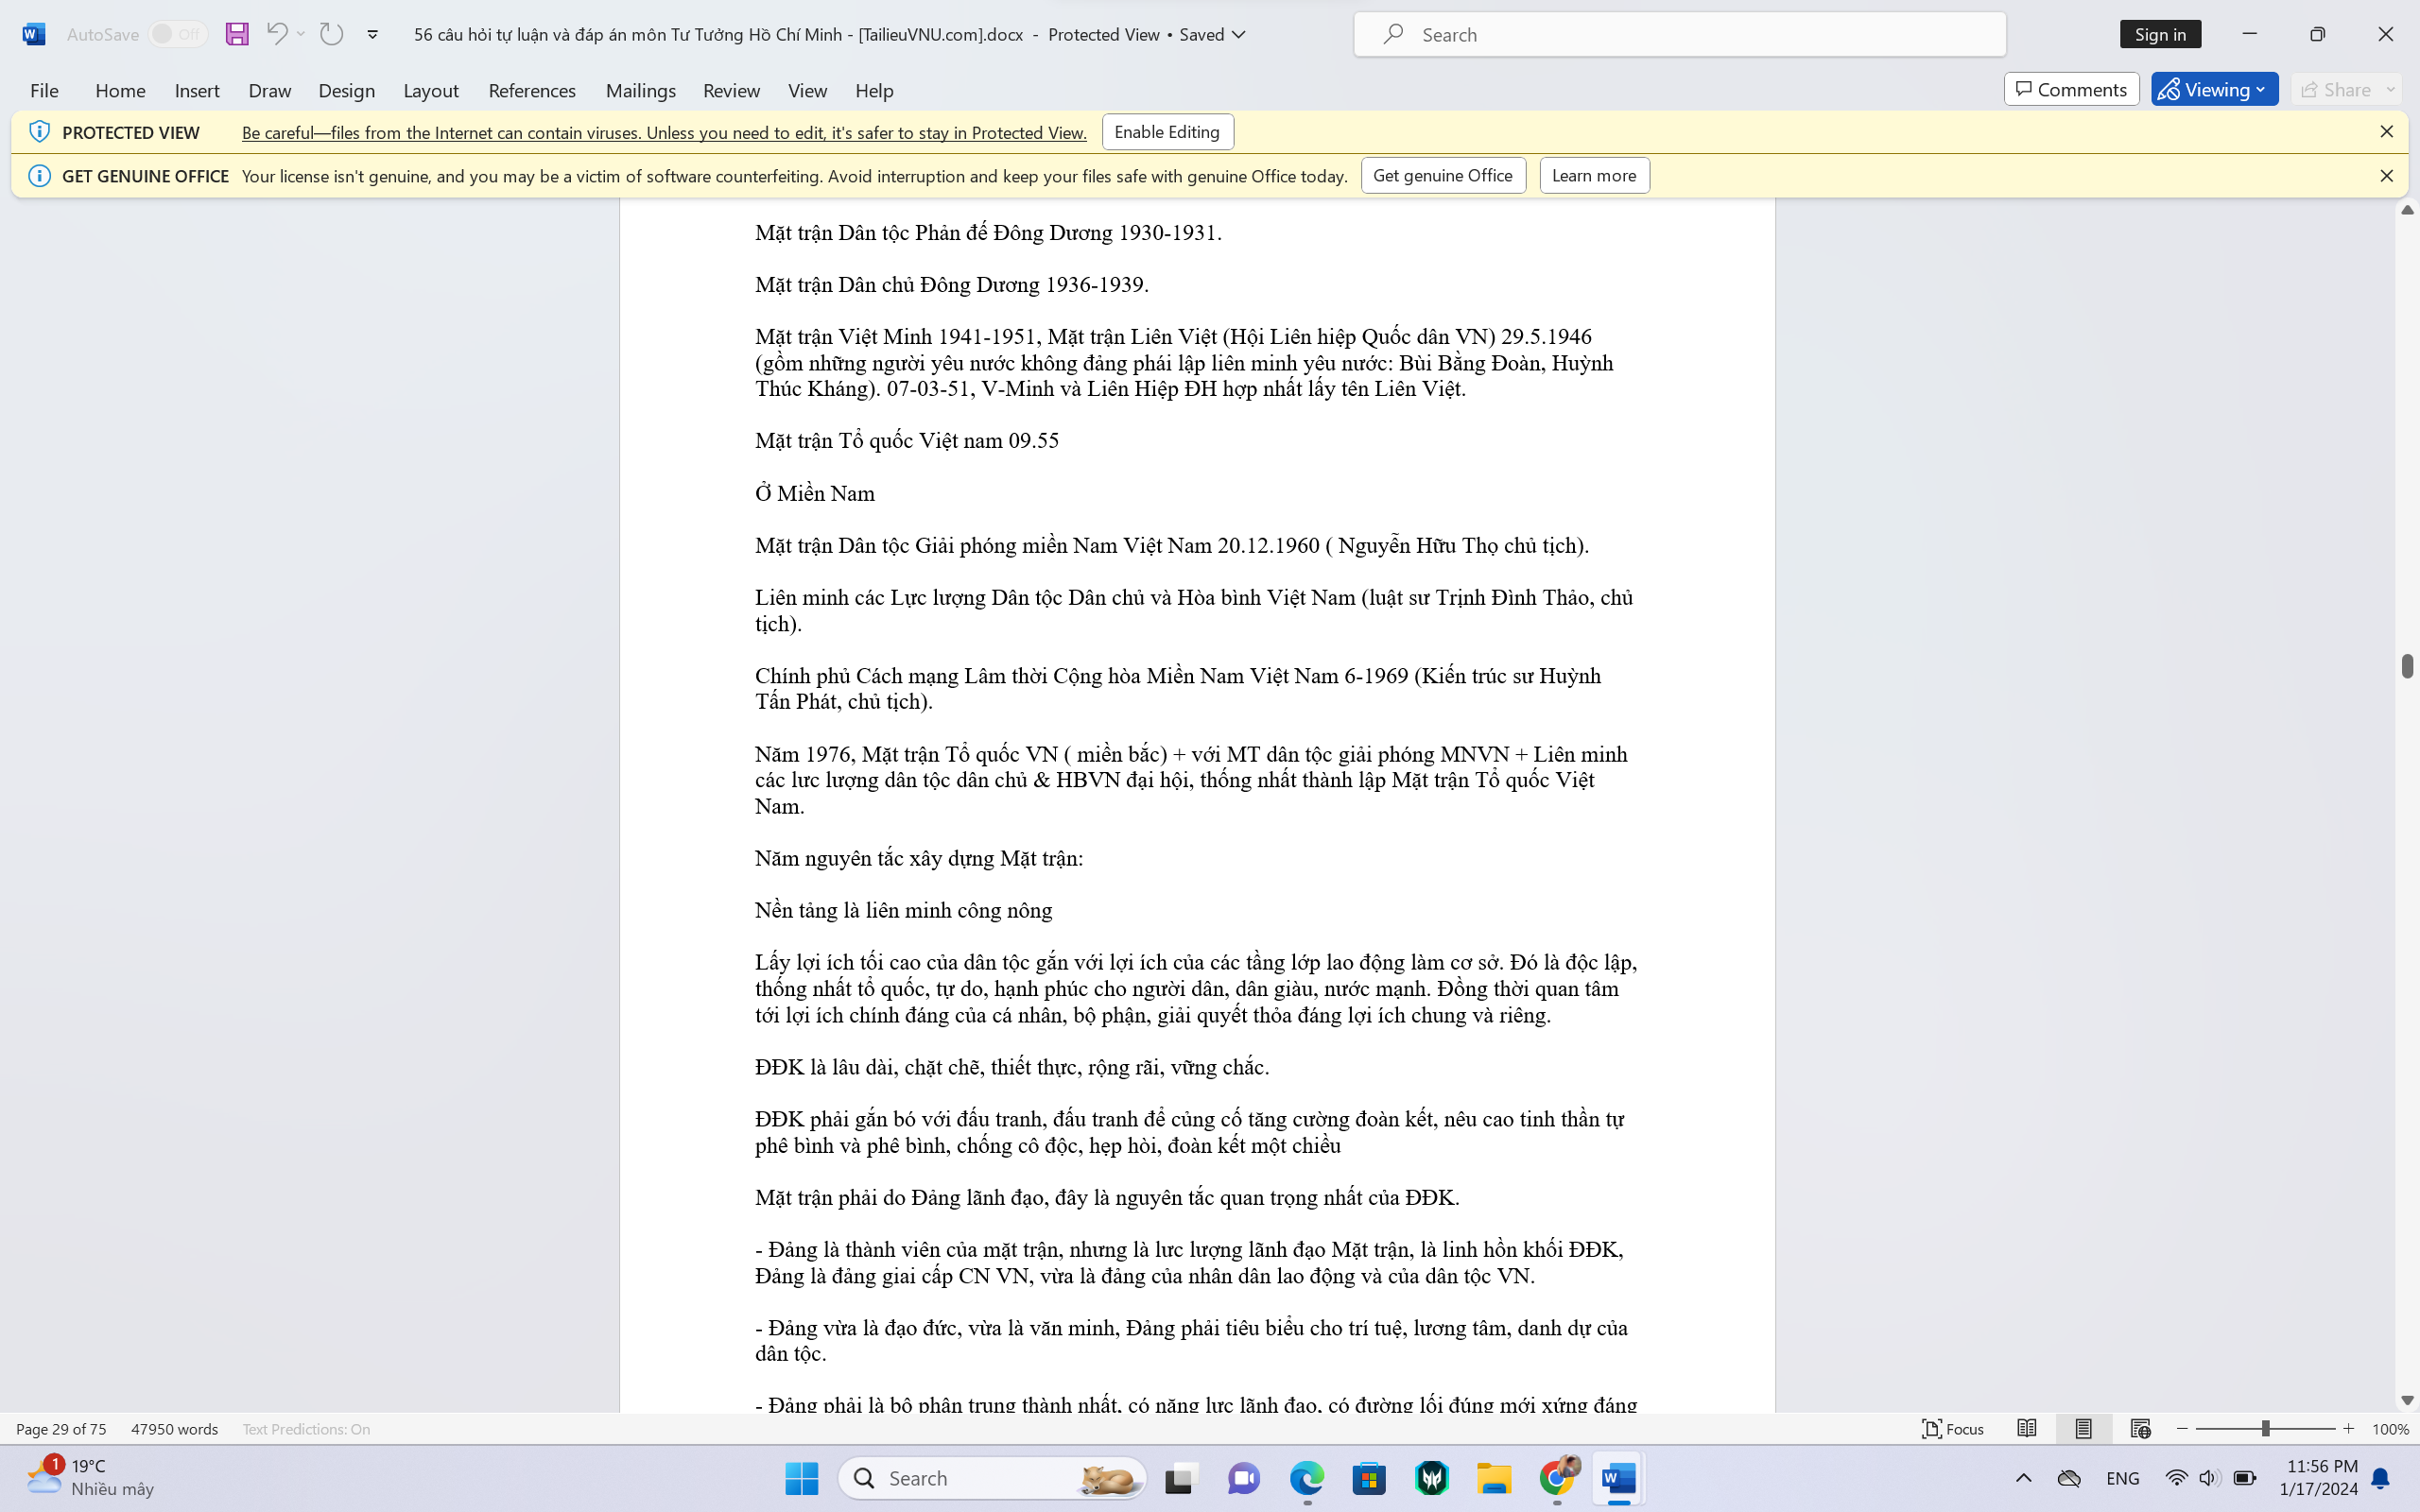 AutoSave Off 56 câu hỏi tự luận và đáp án môn Tư Tưởng Hồ Chí Minh - [TailieuVNU.com].docx - Protected View • Saved Search Sign in
File Home Insert Draw Design Layout References Mailings Review View Help Comments Viewing Share
PROTECTED VIEW Be careful—files from the Internet can contain viruses. Unless you need to edit, it's safer to stay in Protected View. Enable Editing
GET GENUINE OFFICE Your license isn't genuine, and you may be a victim of software counterfeiting. Avoid interruption and keep your files safe with genuine Office today. Get genuine Office Learn more
Mặt trận Dân tộc Phản đế Đông Dương 1930-1931.
Mặt trận Dân chủ Đông Dương 1936-1939.
Mặt trận Việt Minh 1941-1951, Mặt trận Liên Việt (Hội Liên hiệp Quốc dân VN) 29.5.1946
(gồm những người yêu nước không đảng phái lập liên minh yêu nước: Bùi Bằng Đoàn, Huỳnh
Thúc Kháng). 07-03-51, V-Minh và Liên Hiệp ĐH hợp nhất lấy tên Liên Việt.
Mặt trận Tổ quốc Việt nam 09.55
Ở Miền Nam
Mặt trận Dân tộc Giải phóng miền Nam Việt Nam 20.12.1960 ( Nguyễn Hữu Thọ chủ tịch).
Liên minh các Lực lượng Dân tộc Dân chủ và Hòa bình Việt Nam (luật sư Trịnh Đình Thảo, chủ
tịch).
Chính phủ Cách mạng Lâm thời Cộng hòa Miền Nam Việt Nam 6-1969 (Kiến trúc sư Huỳnh
Tấn Phát, chủ tịch).
Năm 1976, Mặt trận Tổ quốc VN ( miền bắc) + với MT dân tộc giải phóng MNVN + Liên minh
các lưc lượng dân tộc dân chủ & HBVN đại hội, thống nhất thành lập Mặt trận Tổ quốc Việt
Nam.
Năm nguyên tắc xây dựng Mặt trận:
Nền tảng là liên minh công nông
Lấy lợi ích tối cao của dân tộc gắn với lợi ích của các tầng lớp lao động làm cơ sở. Đó là độc lập,
thống nhất tổ quốc, tự do, hạnh phúc cho người dân, dân giàu, nước mạnh. Đồng thời quan tâm
tới lợi ích chính đáng của cá nhân, bộ phận, giải quyết thỏa đáng lợi ích chung và riêng.
ĐĐK là lâu dài, chặt chẽ, thiết thực, rộng rãi, vững chắc.
ĐĐK phải gắn bó với đấu tranh, đấu tranh để củng cố tăng cường đoàn kết, nêu cao tinh thần tự
phê bình và phê bình, chống cô độc, hẹp hòi, đoàn kết một chiều
Mặt trận phải do Đảng lãnh đạo, đây là nguyên tắc quan trọng nhất của ĐĐK.
- Đảng là thành viên của mặt trận, nhưng là lưc lượng lãnh đạo Mặt trận, là linh hồn khối ĐĐK,
Đảng là đảng giai cấp CN VN, vừa là đảng của nhân dân lao động và của dân tộc VN.
- Đảng vừa là đạo đức, vừa là văn minh, Đảng phải tiêu biểu cho trí tuệ, lương tâm, danh dự của
dân tộc.
- Đảng phải là bộ phận trung thành nhất, có năng lực lãnh đạo, có đường lối đúng mới xứng đáng
Page 29 of 75 47950 words Text Predictions: On Focus 100%
1 19°C
Nhiều mây
Search
ENG
11:56 PM
1/17/2024